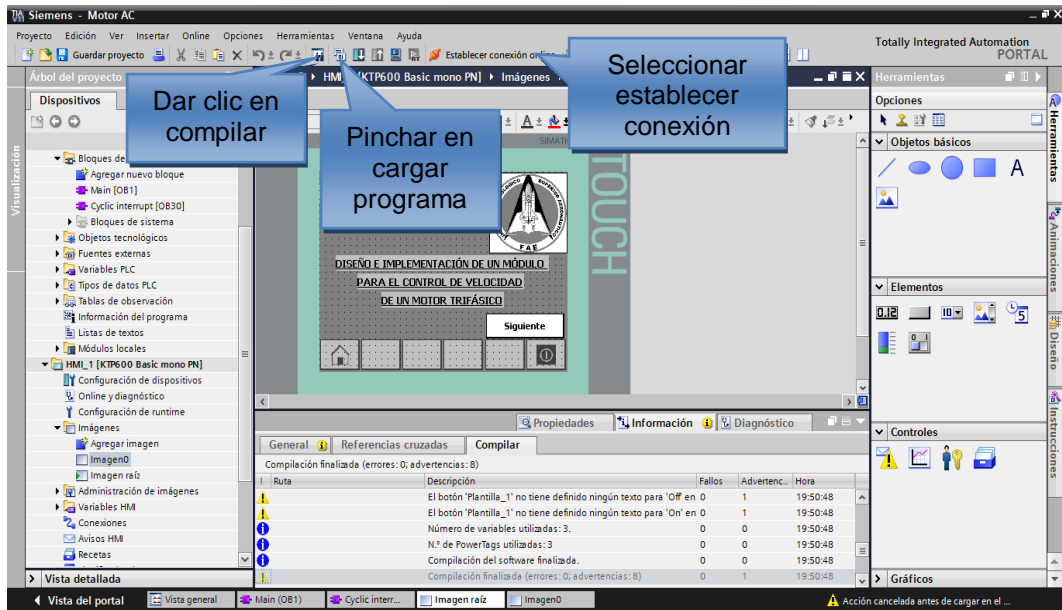 Siemens - Motor AC
Proyecto Edición Ver Insertar Online Opciones Herramientas Ventana Ayuda
Totally Integrated Automation
PORTAL
Guardar proyecto
Establecer conexión
Árbol del proyecto
[KTP600 Basic mono PN] Imágenes
Herramientas
Dispositivos
Opciones
Dar clic en
compilar
Pinchar en
cargar
programa
Seleccionar
establecer
conexión
Visualización
Bloques de
Agregar nuevo bloque
Main [OB1]
Cyclic interrupt [OB30]
Bloques de sistema
Objetos tecnológicos
Fuentes externas
Variables PLC
Tipos de datos PLC
Tablas de observación
Información del programa
Listas de textos
Módulos locales
HMI_1 [KTP600 Basic mono PN]
Configuración de dispositivos
Online y diagnóstico
Configuración de runtime
Imágenes
Agregar imagen
Imagen0
Imagen raíz
Administración de imágenes
Variables HMI
Conexiones
Avisos HMI
Recetas
Vista detallada
TOUCH
FAE
DISEÑO E IMPLEMENTACIÓN DE UN MÓDULO
PARA EL CONTROL DE VELOCIDAD
DE UN MOTOR TRIFÁSICO
Siguiente
Objetos básicos
A
Elementos
Controles
Gráficos
Herramientas
Animaciones
Diseño
Instrucciones
Propiedades Información Diagnóstico
General Referencias cruzadas Compilar
Compilación finalizada (errores: 0; advertencias: 8)
! Ruta Descripción Fallos Advertenc... Hora
El botón 'Plantilla_1' no tiene definido ningún texto para 'Off en 0 1 19:50:48
El botón 'Plantilla_1' no tiene definido ningún texto para 'On' en 0 1 19:50:48
Número de variables utilizadas: 3. 0 0 19:50:48
N.º de PowerTags utilizadas: 3 0 0 19:50:48
Compilación del software finalizada. 0 0 19:50:48
Compilación finalizada (errores: 0; advertencias: 8) 0 1 19:50:48
Vista del portal Vista general Main (OB1) Cyclic interr... Imagen raíz Imagen0
Acción cancelada antes de cargar en el ...